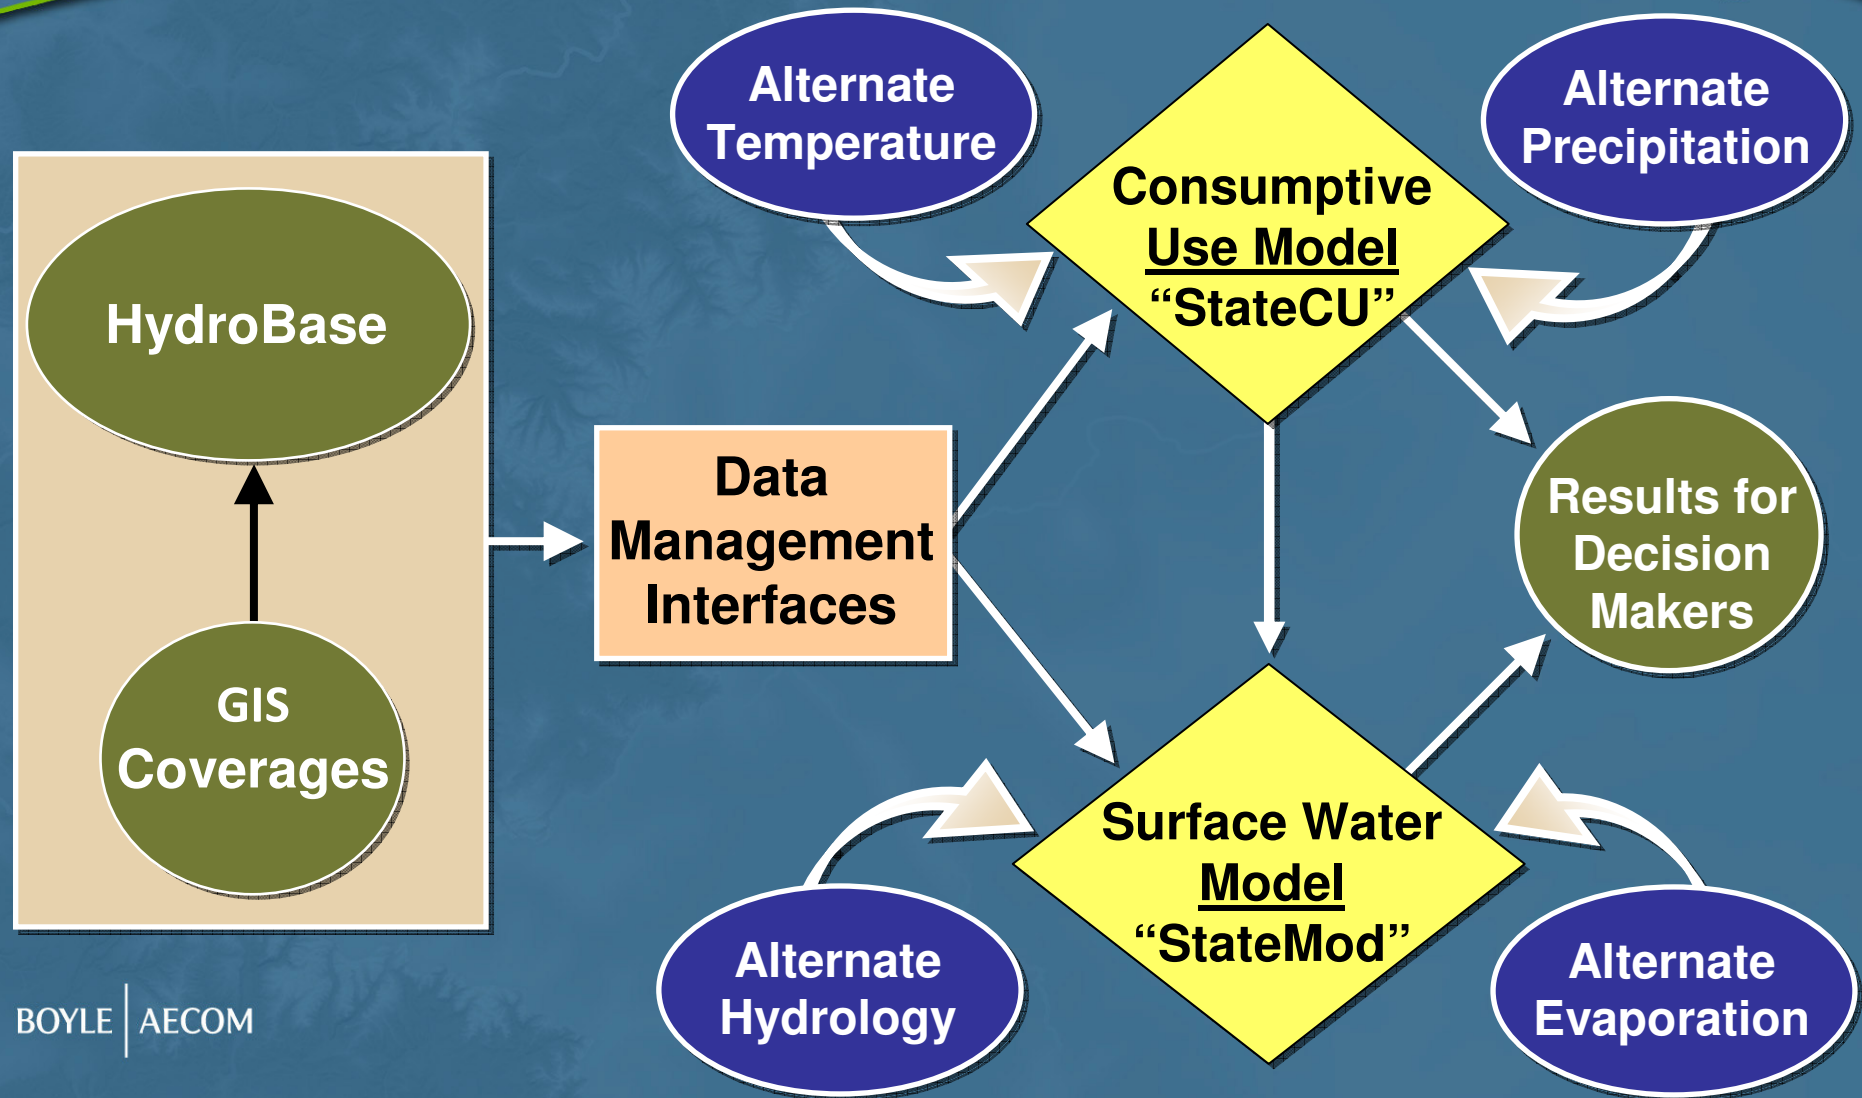 Alternate
Temperature
Consumptive
Use Model
“StateCU”
Alternate
Precipitation
HydroBase
GIS
Coverages
Data
Management
Interfaces
Results for
Decision
Makers
Surface Water
Model
“StateMod”
Alternate
Hydrology
Alternate
Evaporation
BOYLE | AECOM